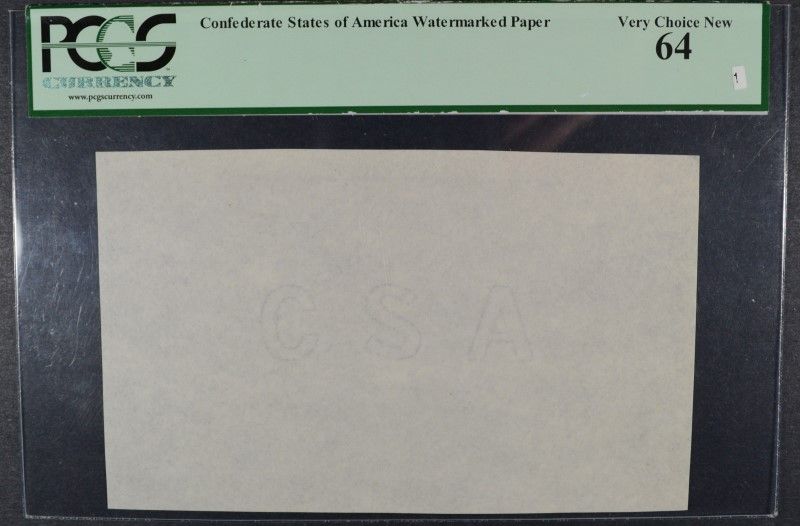 PCGS
CURRENCY
www.pcgscurrency.com
Confederate States of America Watermarked Paper
Very Choice New
64
1
C S A